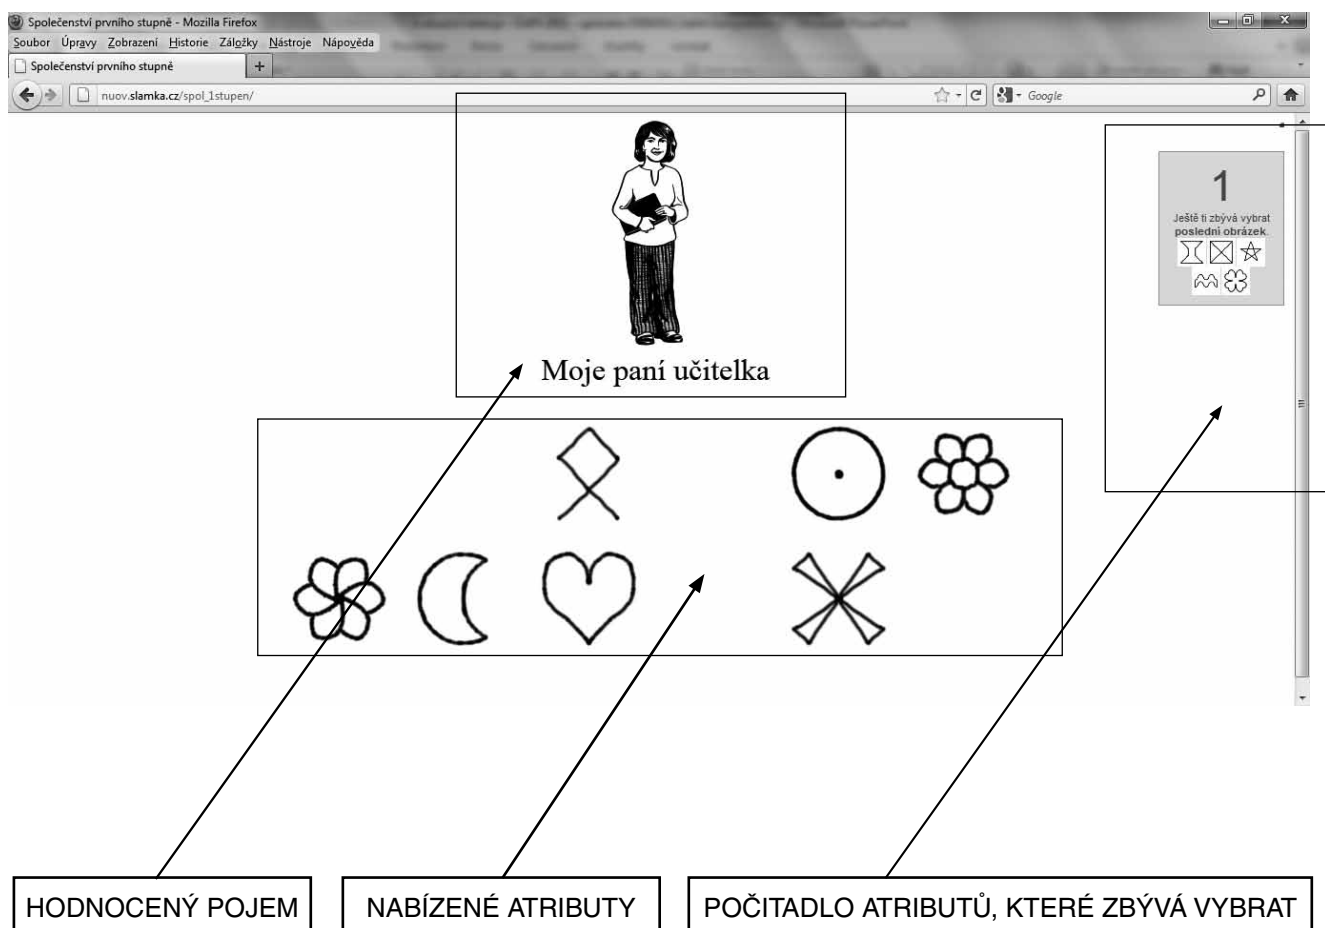 Společenství prvního stupně - Mozilla Firefox
Soubor Úpravy Zobrazení Historie Záložky Nástroje Nápověda
Společenství prvního stupně +
nuov.slamka.cz/spol_1stupen/ Google
1
Ještě ti zbývá vybrat
poslední obrázek.
Moje paní učitelka
HODNOCENÝ POJEM
NABÍZENÉ ATRIBUTY
POČITADLO ATRIBUTŮ, KTERÉ ZBÝVÁ VYBRAT